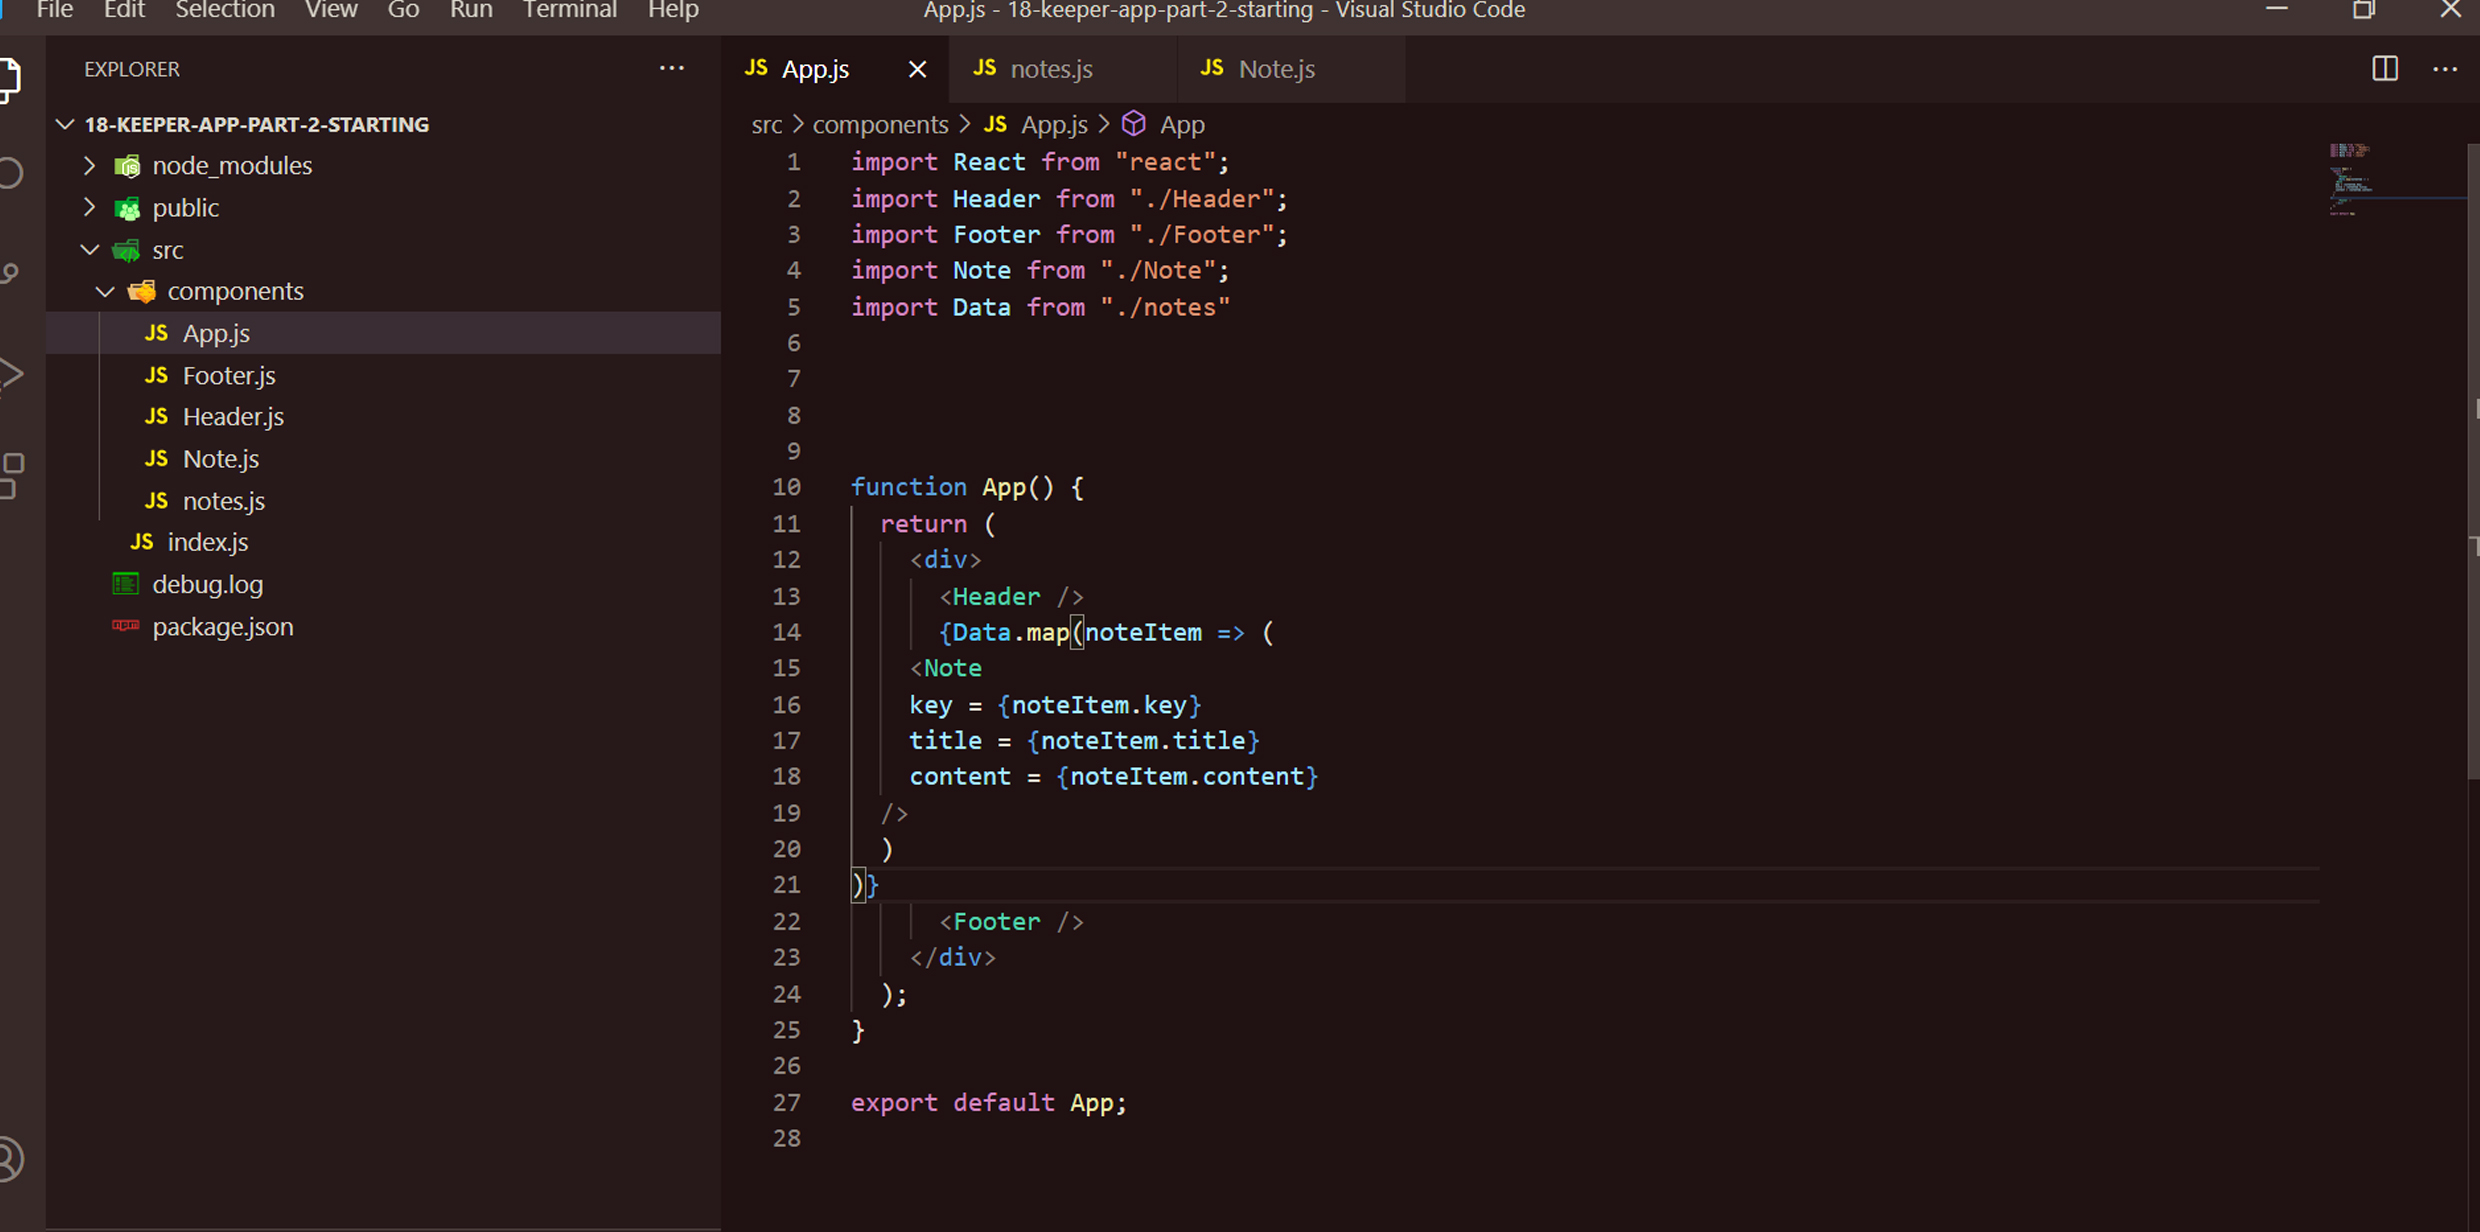 File Edit Selection View Go Run Terminal Help App.js - 18-keeper-app-part-2-starting - Visual Studio Code
EXPLORER ...
18-KEEPER-APP-PART-2-STARTING
node_modules
public
src
components
JS App.js
JS Footer.js
JS Header.js
JS Note.js
JS notes.js
JS index.js
debug.log
npm package.json
JS App.js JS notes.js JS Note.js
src > components > JS App.js > App
1 import React from "react";
2 import Header from "./Header";
3 import Footer from "./Footer";
4 import Note from "./Note";
5 import Data from "./notes"
6
7
8
9
10 function App() {
11 return (
12 <div>
13 <Header />
14 {Data.map(noteItem => (
15 <Note
16 key = {noteItem.key}
17 title = {noteItem.title}
18 content = {noteItem.content}
19 />
20 )
21 )}
22 <Footer />
23 </div>
24 );
25 }
26
27 export default App;
28